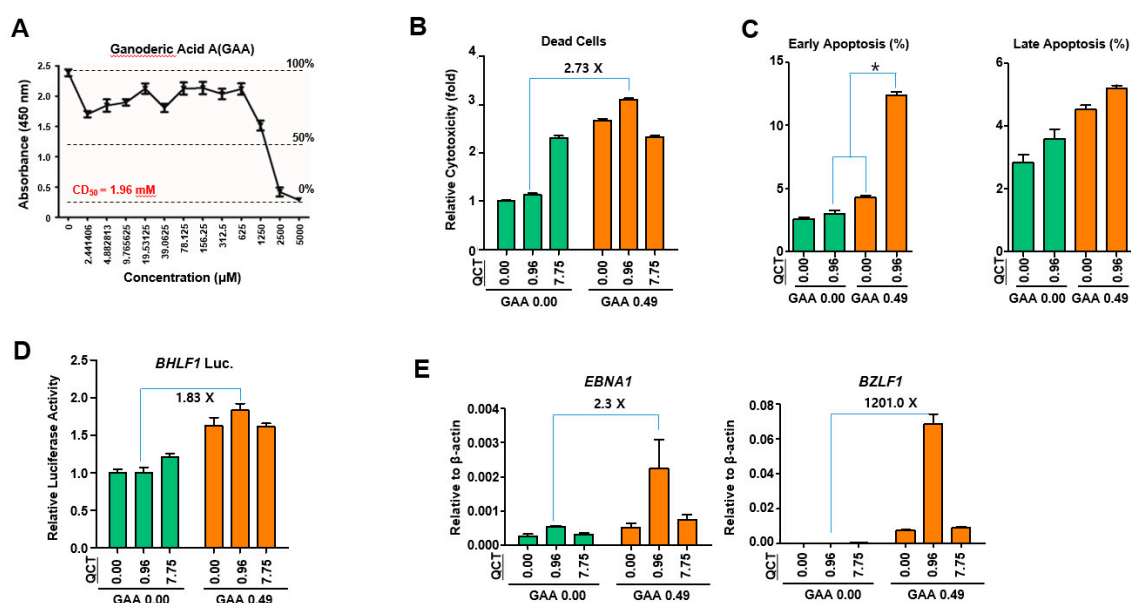 A
Ganoderic Acid A(GAA)
Absorbance (450 nm)
2.5
2.0
1.5
1.0
0.5
0.0
100%
50%
0%
CD50 = 1.96 mM
0
2.441406
4.882813
9.765625
19.53125
39.0625
78.125
156.25
312.5
625
1250
2500
5000
Concentration (µM)
B
Dead Cells
Relative Cytotoxicity (fold)
4
3
2
1
0
2.73 X
QCT
0.00
0.96
7.75
0.00
0.96
7.75
GAA 0.00
GAA 0.49
C
Early Apoptosis (%)
15
10
5
0
*
QCT
0.00
0.96
0.00
0.96
GAA 0.00
GAA 0.49
Late Apoptosis (%)
6
4
2
0
QCT
0.00
0.96
0.00
0.96
GAA 0.00
GAA 0.49
D
BHLF1 Luc.
Relative Luciferase Activity
2.5
2.0
1.5
1.0
0.5
0.0
1.83 X
QCT
0.00
0.96
7.75
0.00
0.96
7.75
GAA 0.00
GAA 0.49
E
EBNA1
Relative to β-actin
0.004
0.003
0.002
0.001
0.000
2.3 X
QCT
0.00
0.96
7.75
0.00
0.96
7.75
GAA 0.00
GAA 0.49
BZLF1
Relative to β-actin
0.08
0.06
0.04
0.02
0.00
1201.0 X
QCT
0.00
0.96
7.75
0.00
0.96
7.75
GAA 0.00
GAA 0.49